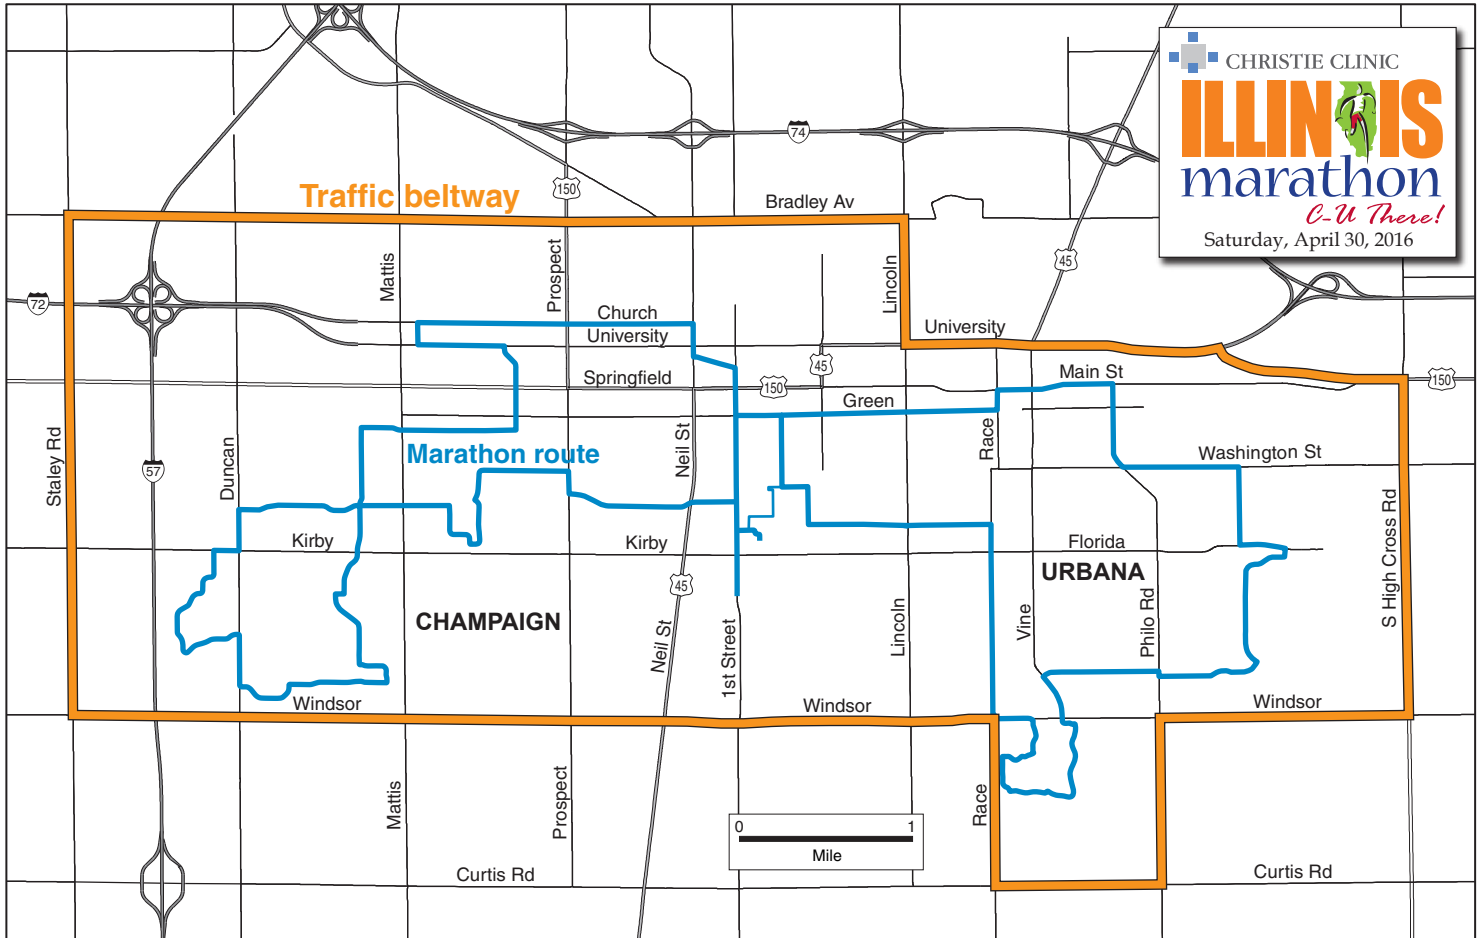 CHRISTIE CLINIC
ILLINOIS
marathon
C-U There!
Saturday, April 30, 2016
74
Traffic beltway
150
Bradley Av
45
Mattis
Prospect
Lincoln
72
Church
University
University
45
Springfield
150
Main St
150
Green
Race
Neil St
Marathon route
Washington St
Staley Rd
Duncan
57
Kirby
Kirby
Florida
URBANA
S High Cross Rd
45
CHAMPAIGN
Neil St
1st Street
Lincoln
Vine
Philo Rd
Windsor
Windsor
Windsor
Mattis
Prospect
Race
0 1
Mile
Curtis Rd
Curtis Rd